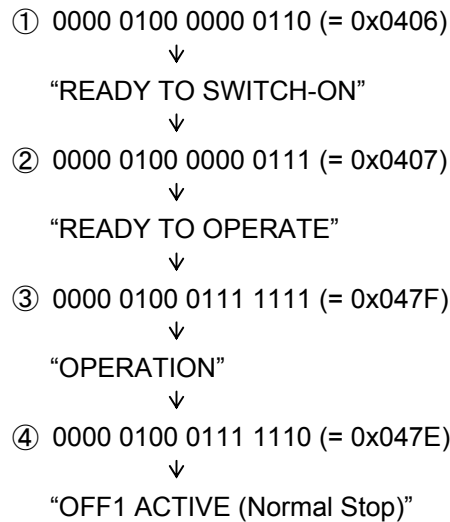 ① 0000 0100 0000 0110 (= 0x0406)
↓
“READY TO SWITCH-ON”
↓
② 0000 0100 0000 0111 (= 0x0407)
↓
“READY TO OPERATE”
↓
③ 0000 0100 0111 1111 (= 0x047F)
↓
“OPERATION”
↓
④ 0000 0100 0111 1110 (= 0x047E)
↓
“OFF1 ACTIVE (Normal Stop)”